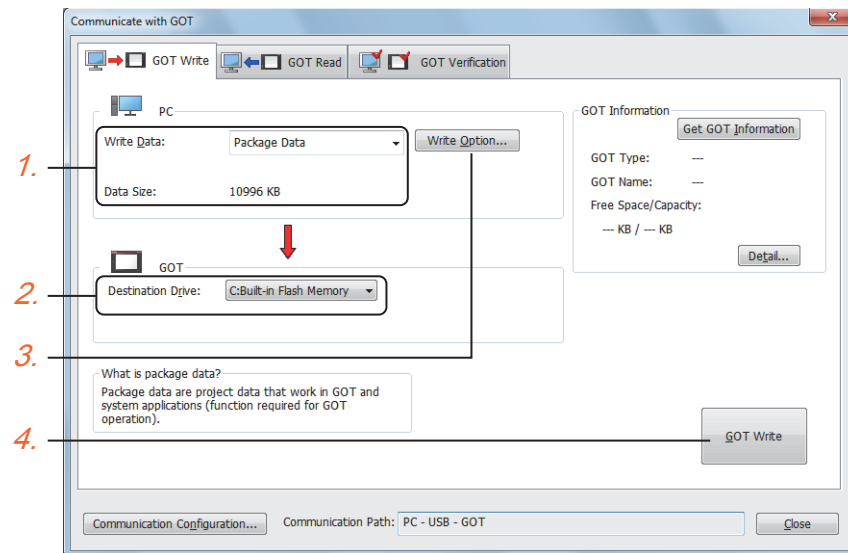 Communicate with GOT
GOT Write
GOT Read
GOT Verification
PC
Write Data:
Package Data
Write Option...
Data Size:
10996 KB
1.
GOT Information
Get GOT Information
GOT Type:
---
GOT Name:
---
Free Space/Capacity:
--- KB / --- KB
Detail...
GOT
Destination Drive:
C:Built-in Flash Memory
2.
3.
What is package data?
Package data are project data that work in GOT and
system applications (function required for GOT
operation).
4.
GOT Write
Communication Configuration...
Communication Path:
PC - USB - GOT
Close